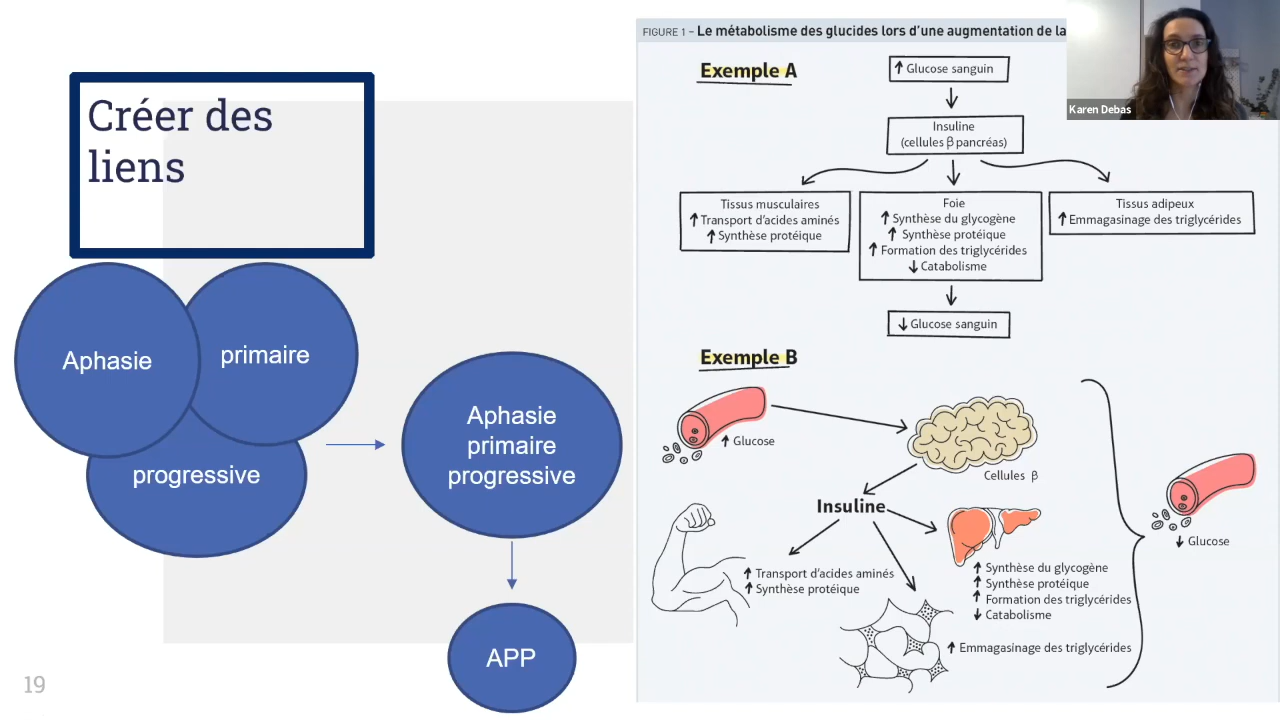 Créer des
liens
Aphasie
primaire
progressive
Aphasie
primaire
progressive
APP
19
FIGURE 1 – Le métabolisme des glucides lors d'une augmentation de la
Karen Debas
Exemple A
↑ Glucose sanguin
Insuline
(cellules β pancréas)
Tissus musculaires
↑ Transport d'acides aminés
↑ Synthèse protéique
Foie
↑ Synthèse du glycogène
↑ Synthèse protéique
↑ Formation des triglycérides
↓ Catabolisme
Tissus adipeux
↑ Emmagasinage des triglycérides
↓ Glucose sanguin
Exemple B
↑ Glucose
Cellules β
Insuline
↑ Transport d'acides aminés
↑ Synthèse protéique
↑ Synthèse du glycogène
↑ Synthèse protéique
↑ Formation des triglycérides
↓ Catabolisme
↑ Emmagasinage des triglycérides
↓ Glucose